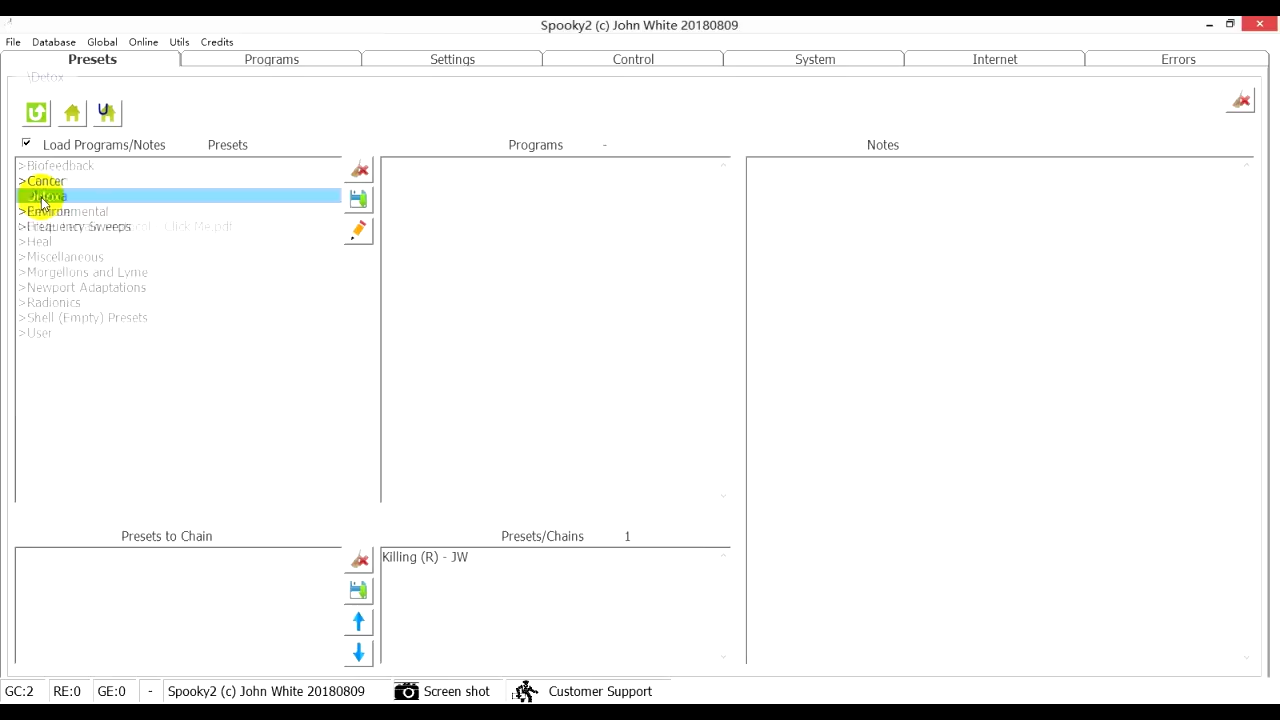 Spooky2 (c) John White 20180809
File Database Global Online Utils Credits
Presets Programs Settings Control System Internet Errors
\Detox
Load Programs/Notes Presets Programs - Notes
>Biofeedback
>Cancer
>Environmental
>Frequency Sweeps
Click Me.pdf
>Heal
>Miscellaneous
>Morgellons and Lyme
>Newport Adaptations
>Radionics
>Shell (Empty) Presets
>User
Presets to Chain Presets/Chains 1
Killing (R) - JW
GC:2 RE:0 GE:0 - Spooky2 (c) John White 20180809 Screen shot Customer Support